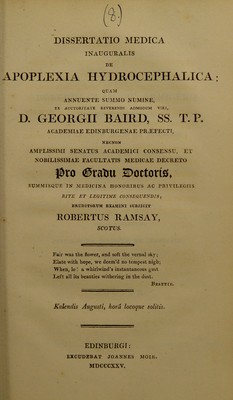 (8)
DISSERTATIO MEDICA
INAUGURALIS
DE
APOPLEXIA HYDROCEPHALICA;
QUAM
ANNUENTE SUMMO NUMINE,
EX AUCTORITATE REVERENDI ADMODUM VIRI,
D. GEORGII BAIRD, SS. T. P.
ACADEMIAE EDINBURGENAE PRÆFECTI,
NECNON
AMPLISSIMI SENATUS ACADEMICI CONSENSU, ET
NOBILISSIMAE FACULTATIS MEDICAE DECRETO
Pro Gradu Doctoris,
SUMMISQUE IN MEDICINA HONORIBUS AC PRIVILEGIIS
RITE ET LEGITIME CONSEQUENDIS,
ERUDITORUM EXAMINI SUBJICIT
ROBERTUS RAMSAY,
SCOTUS.
Fair was the flower, and soft the vernal sky;
Elate with hope, we deem'd no tempest nigh;
When, lo! a whirlwind's instantaneous gust
Left all its beauties withering in the dust.
BEATTIE.
Kalendis Augusti, horâ locoque solitis.
EDINBURGI:
EXCUDEBAT JOANNES MOIR.
MDCCCXXV.